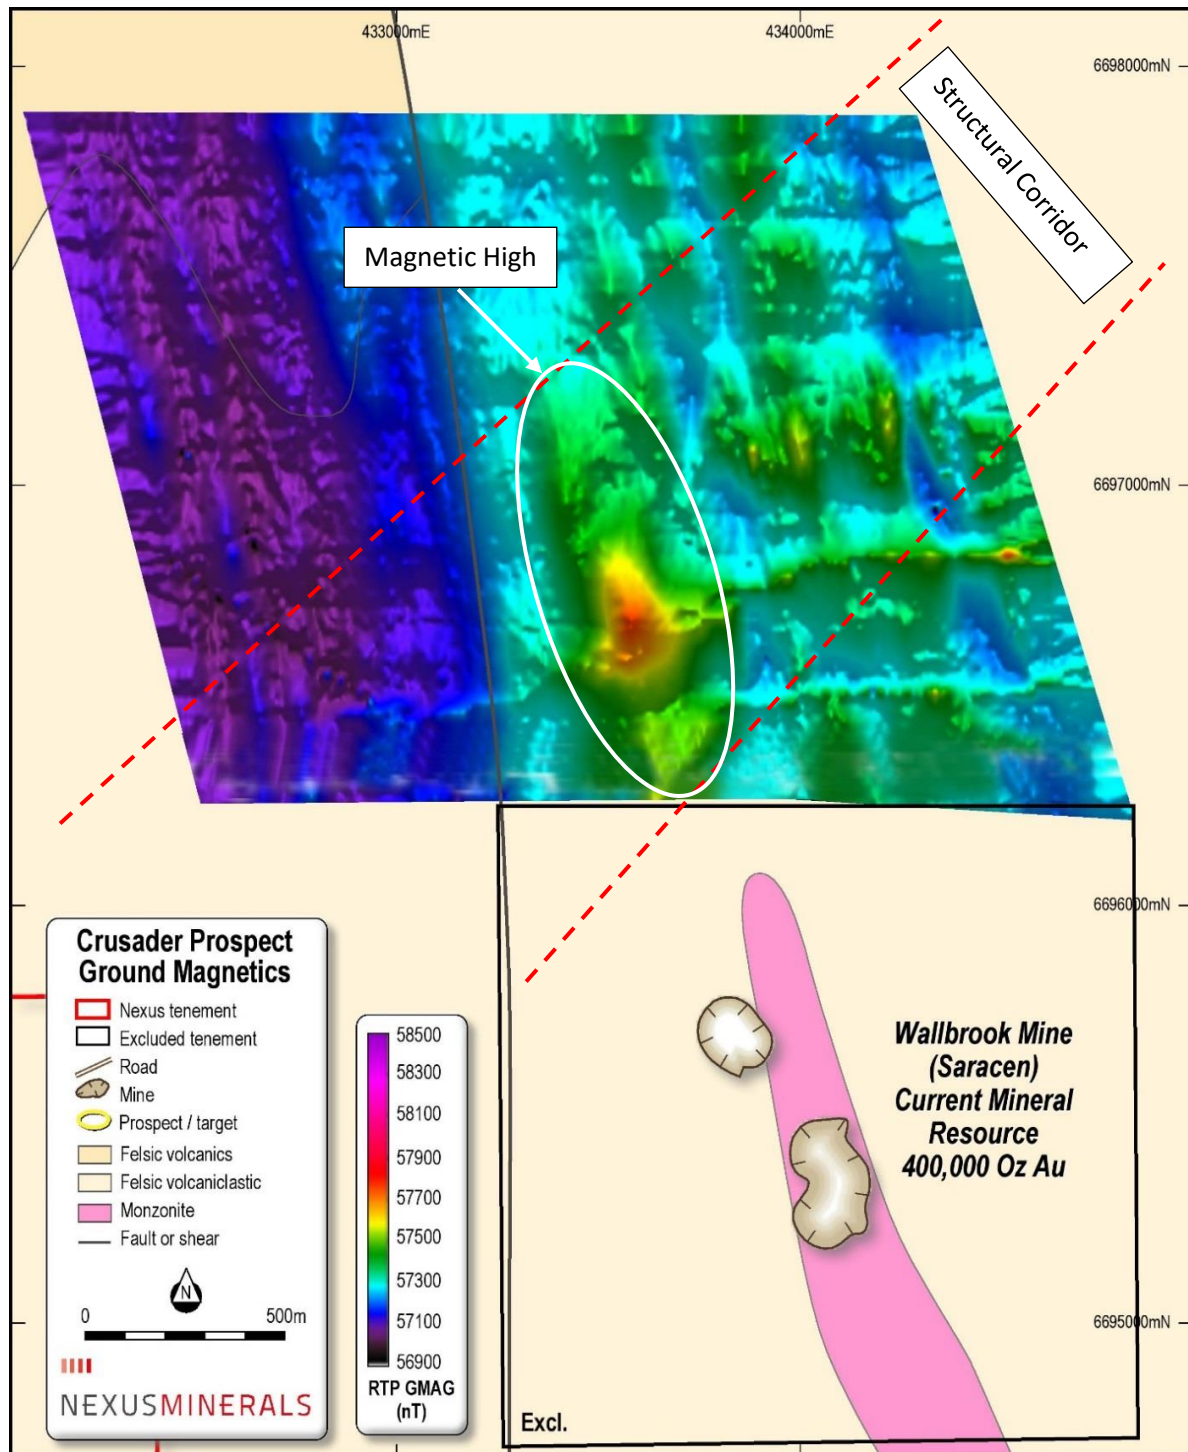 433000mE
434000mE
6698000mN
Structural Corridor
Magnetic High
6697000mN
6696000mN
Crusader Prospect
Ground Magnetics
Nexus tenement
Excluded tenement
Road
Mine
Prospect / target
Felsic volcanics
Felsic volcaniclastic
Monzonite
Fault or shear
N
0 500m
NEXUSMINERALS
58500
58300
58100
57900
57700
57500
57300
57100
56900
RTP GMAG
(nT)
Wallbrook Mine
(Saracen)
Current Mineral
Resource
400,000 Oz Au
6695000mN
Excl.